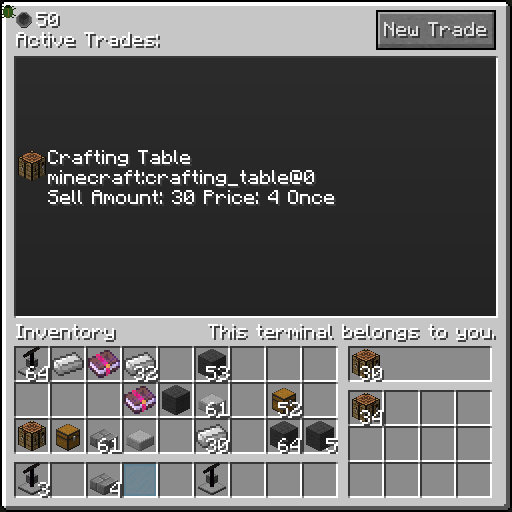 50
Active Trades:
New Trade
Crafting Table
minecraft:crafting_table@0
Sell Amount: 30 Price: 4 Once
Inventory
This terminal belongs to you.
64 32 53 30
61 52 34
61 30 64 5
3 4